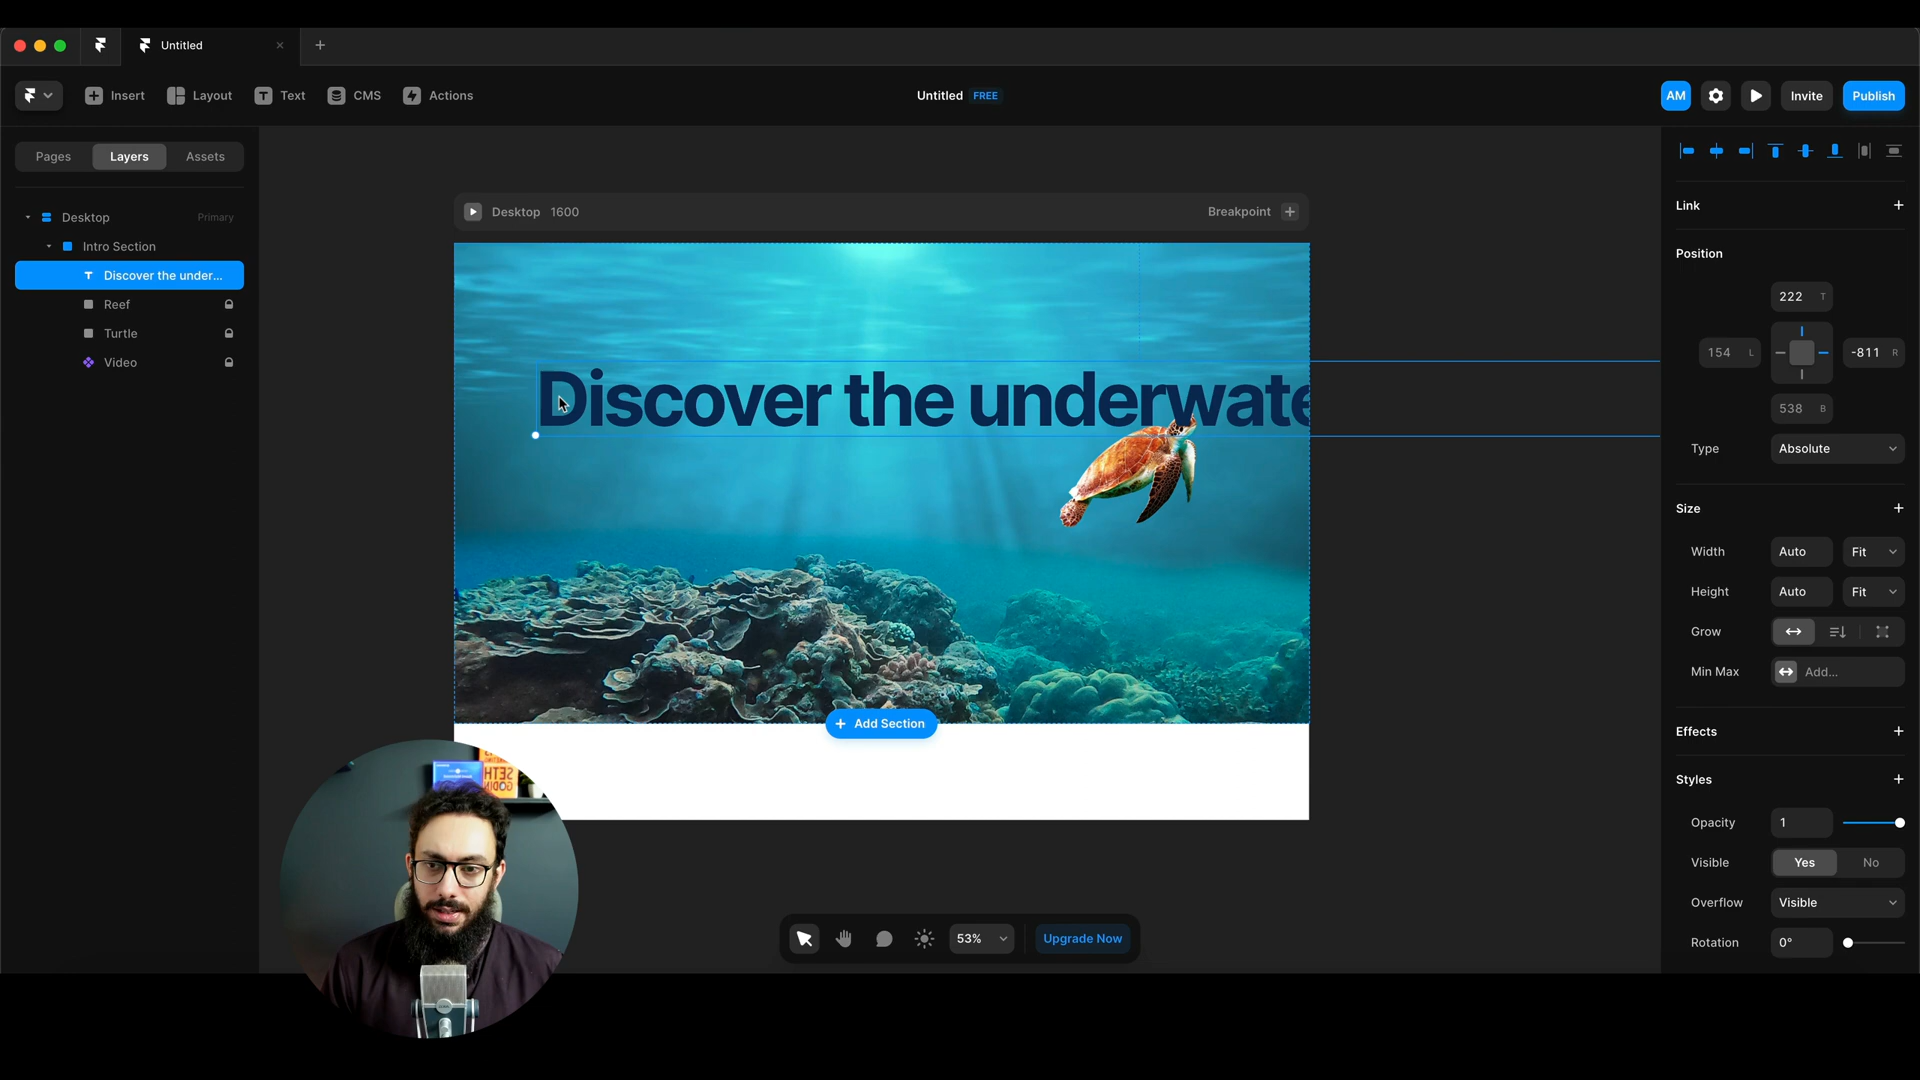 Untitled
Insert
Layout
Text
CMS
Actions
Untitled FREE
AM
Invite
Publish
Pages
Layers
Assets
Desktop
Primary
Intro Section
Discover the under...
Reef
Turtle
Video
Desktop 1600
Breakpoint
Discover the underwate
Add Section
53%
Upgrade Now
SETH
GODIN
Link
Position
222 T
154 L
-811 R
538 B
Type
Absolute
Size
Width
Auto
Fit
Height
Auto
Fit
Grow
Min Max
Add...
Effects
Styles
Opacity
1
Visible
Yes
No
Overflow
Visible
Rotation
0°